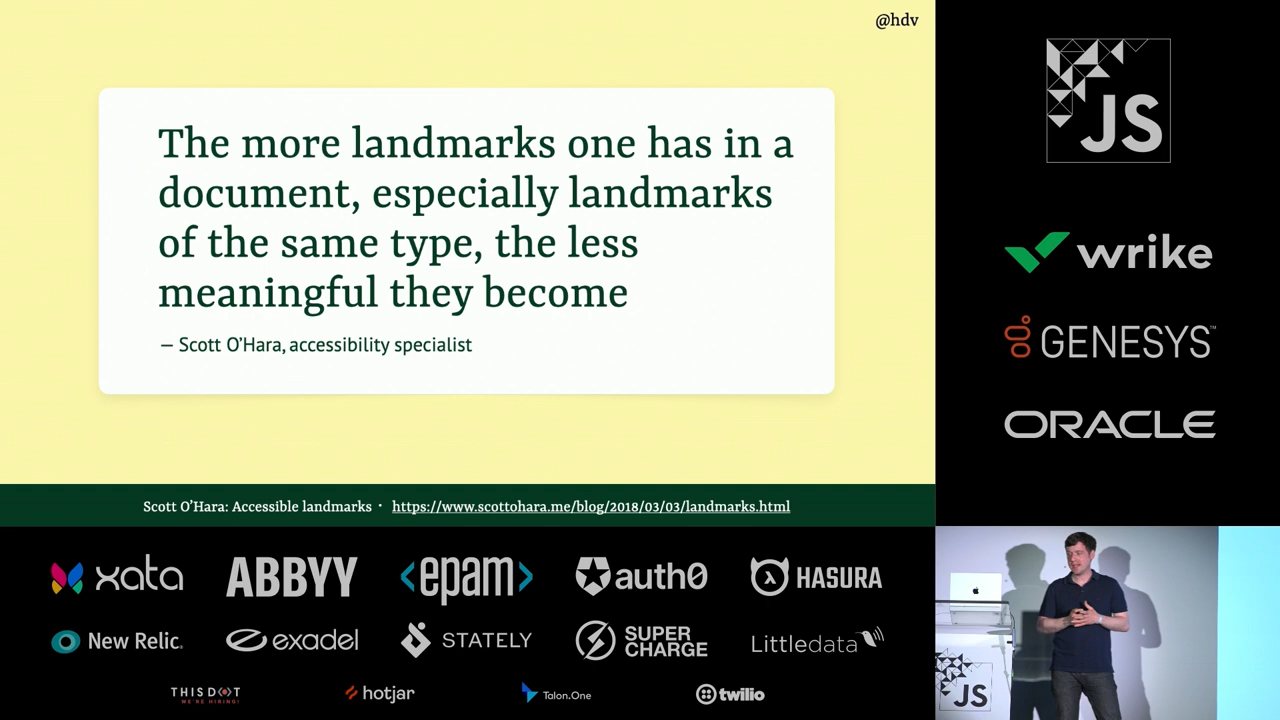 @hdv
The more landmarks one has in a
document, especially landmarks
of the same type, the less
meaningful they become
— Scott O'Hara, accessibility specialist
Scott O'Hara: Accessible landmarks · https://www.scottohara.me/blog/2018/03/03/landmarks.html
JS
wrike
GENESYS™
ORACLE
xata
ABBYY
<epam>
auth0
HASURA
New Relic.
exadel
STATELY
SUPER
CHARGE
Littledata
THIS DOT
WE'RE HIRING!
hotjar
Talon.One
twilio
JS